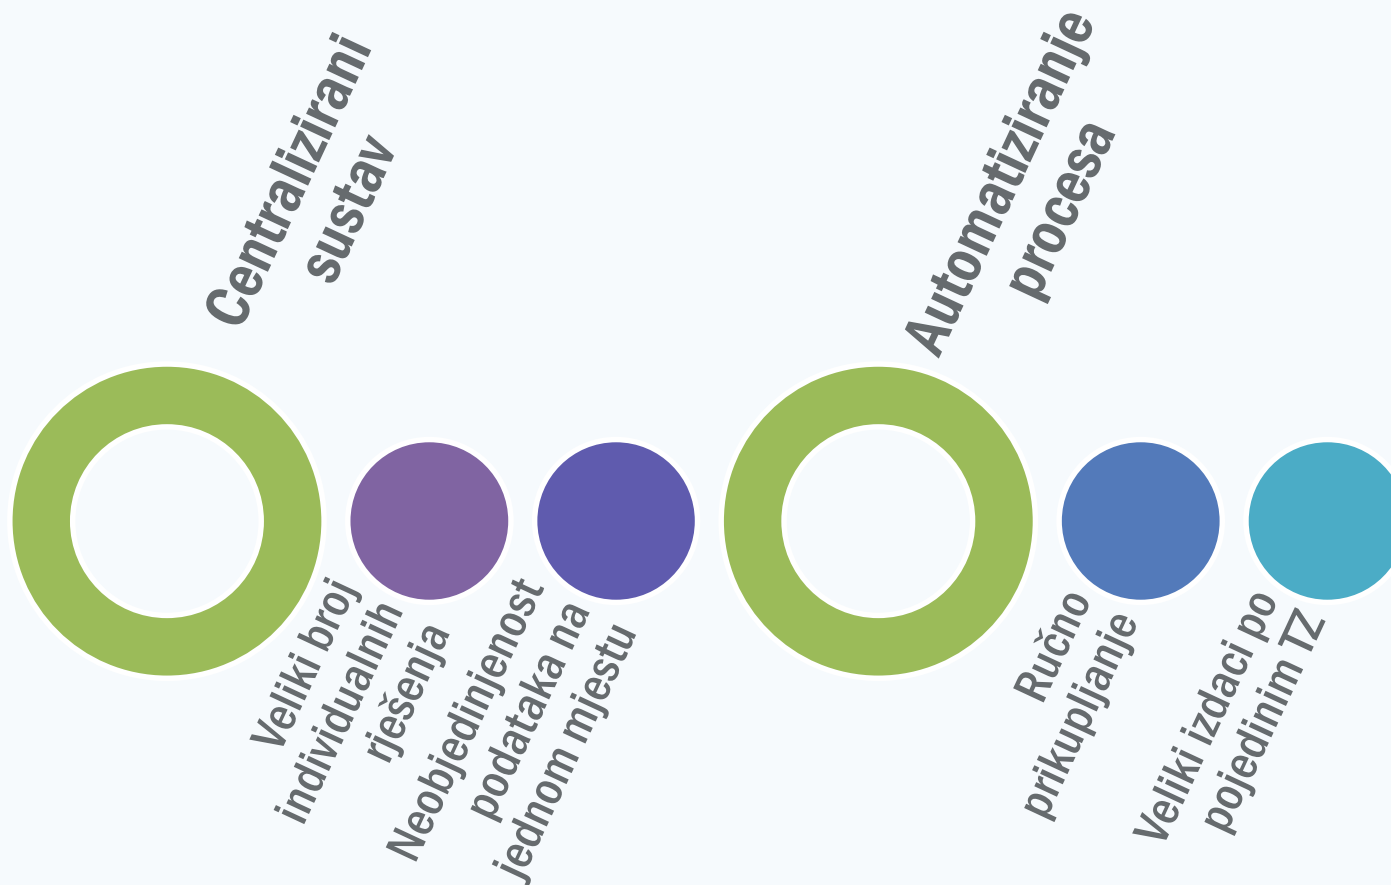 Centralizirani
sustav
Veliki broj
individualnih
rješenja
Neobjedinjenost
podataka na
jednom mjestu
Automatiziranje
procesa
Ručno
prikupljanje
Veliki izdaci po
pojedinim TZ